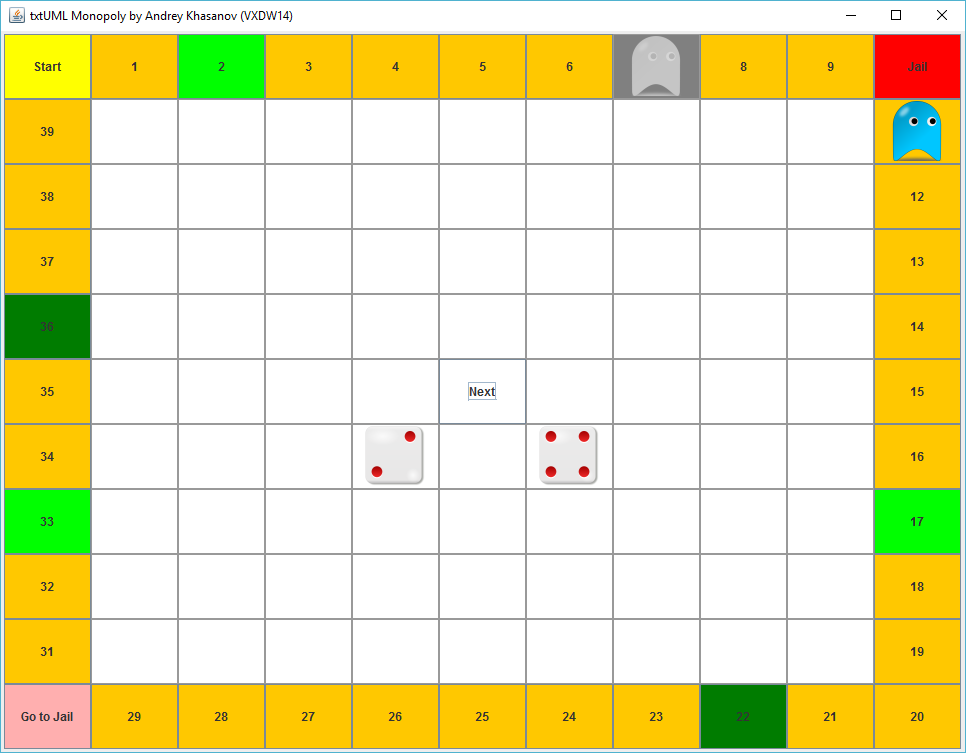 txtUML Monopoly by Andrey Khasanov (VXDW14)
Start 1 2 3 4 5 6 8 9 Jail
39
38 12
37 13
36 14
35 Next 15
34 16
33 17
32 18
31 19
Go to Jail 29 28 27 26 25 24 23 22 21 20